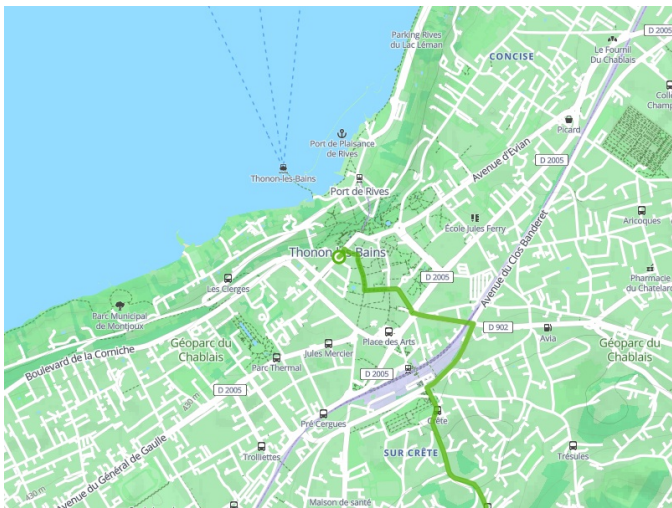 Parking Rives
du Lac Léman
D 2005
Le Fournil
Du Chablais
CONCISE
Picard
Port de Plaisance
de Rives
Avenue d'Evian
D 2005
Thonon-les-Bains
Port de Rives
Aricoques
École Jules Ferry
Avenue du Clos Banderet
Thonon-les-Bains
D 2005
Les Clerges
Parc Municipal
de Montjoux
D 902
Avia
Place des Arts
Géoparc du
Chablais
Géoparc du
Chablais
Jules Mercier
Parc Thermal
Boulevard de la Corniche
D 2005
D 2005
430 m
Pré Cergues
Crête
Avenue du Général de Gaulle
Trolliettes
SUR CRÊTE
Trésules
430 m
Maison de santé